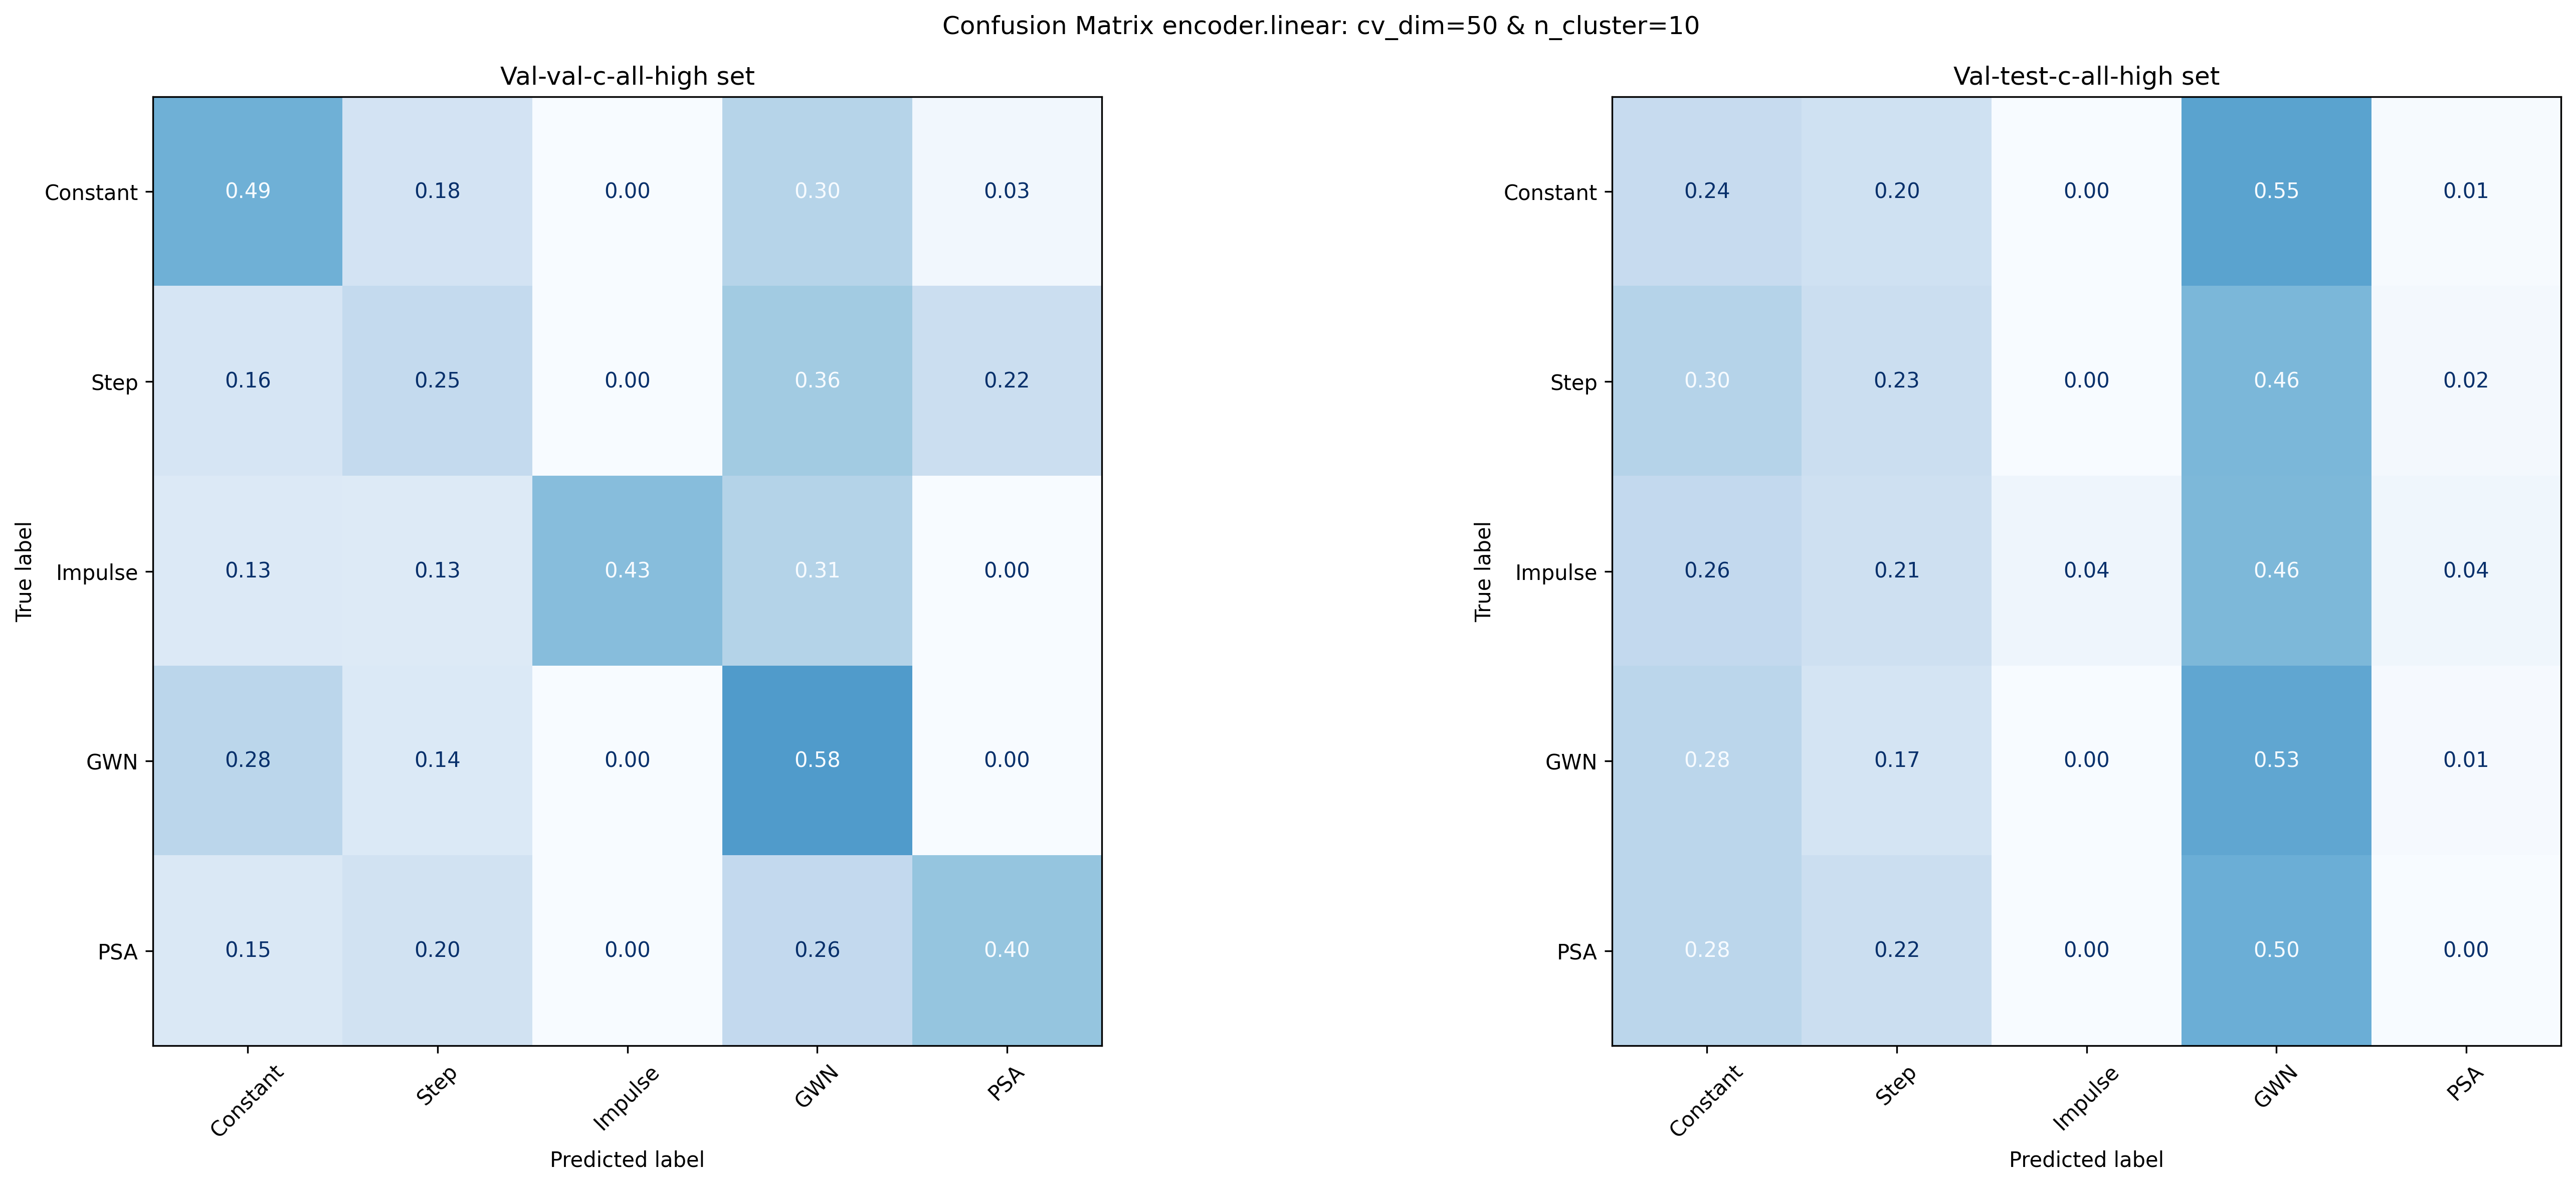 Confusion Matrix encoder.linear: cv_dim=50 & n_cluster=10
Val-val-c-all-high set
True label
Constant 0.49 0.18 0.00 0.30 0.03
Step 0.16 0.25 0.00 0.36 0.22
Impulse 0.13 0.13 0.43 0.31 0.00
GWN 0.28 0.14 0.00 0.58 0.00
PSA 0.15 0.20 0.00 0.26 0.40
Constant Step Impulse GWN PSA
Predicted label
Val-test-c-all-high set
True label
Constant 0.24 0.20 0.00 0.55 0.01
Step 0.30 0.23 0.00 0.46 0.02
Impulse 0.26 0.21 0.04 0.46 0.04
GWN 0.28 0.17 0.00 0.53 0.01
PSA 0.28 0.22 0.00 0.50 0.00
Constant Step Impulse GWN PSA
Predicted label